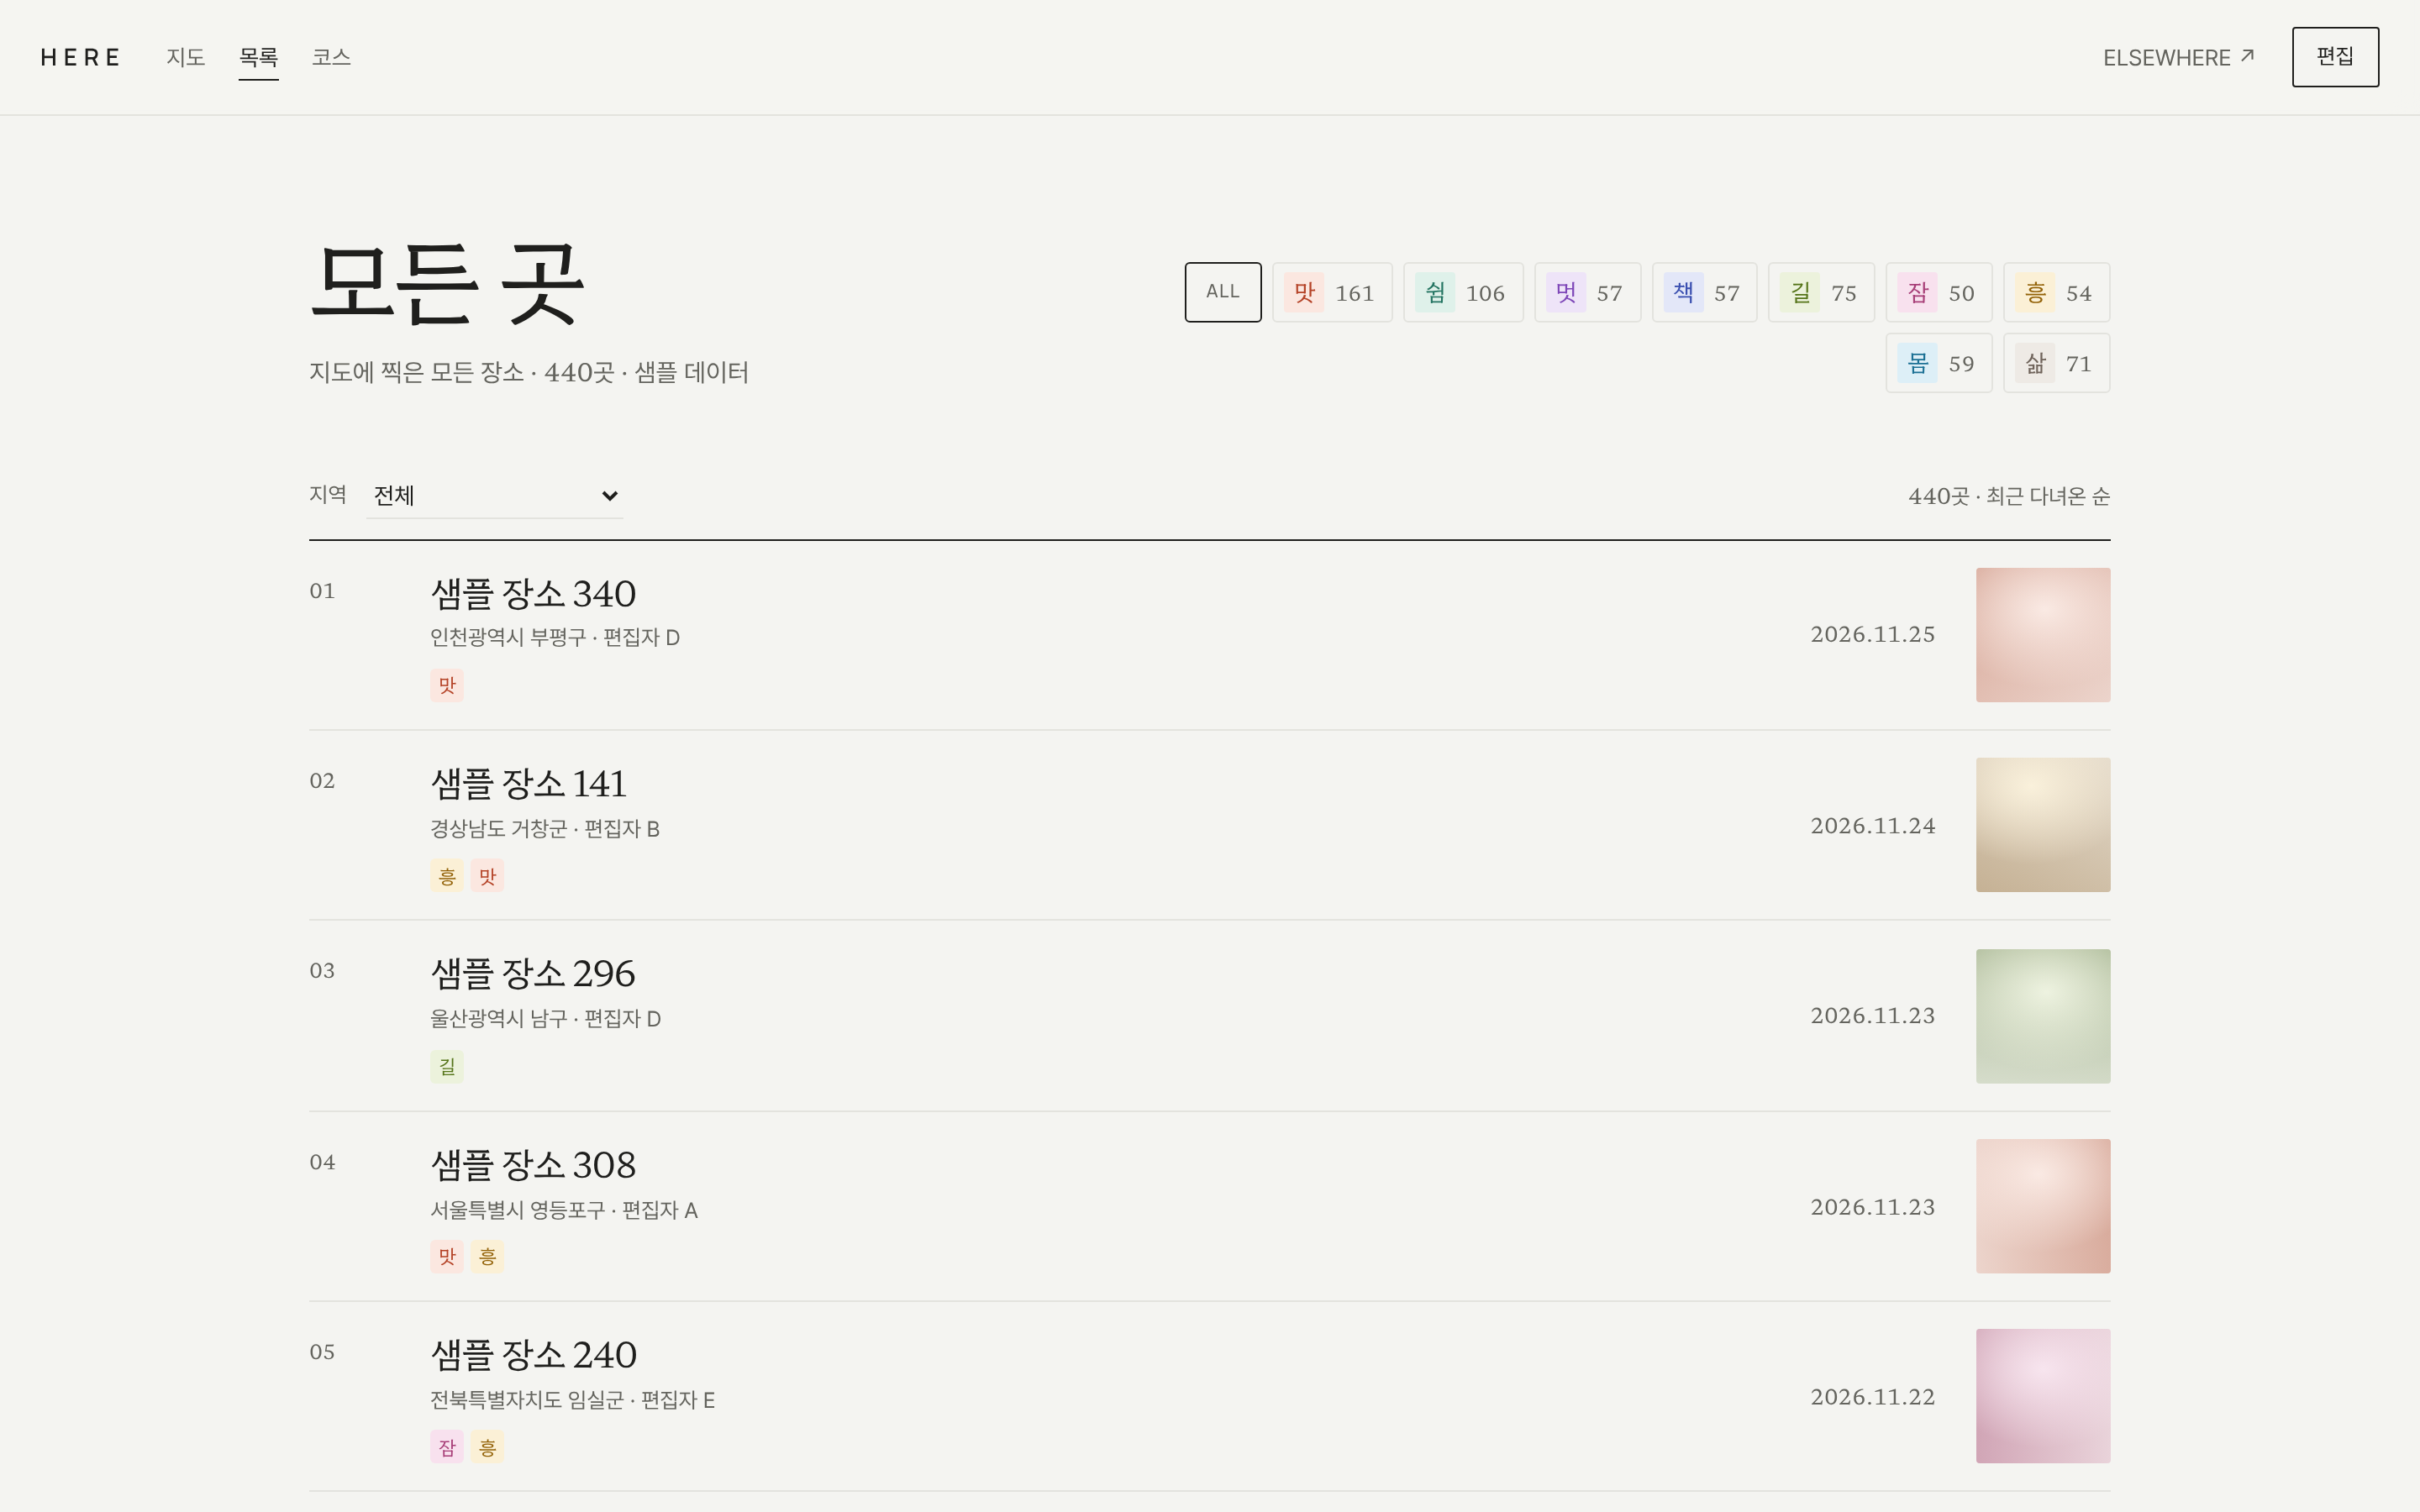 HERE 지도 목록 코스 ELSEWHERE ↗ 편집
모든 곳
지도에 찍은 모든 장소 · 440곳 · 샘플 데이터
ALL 맛 161 쉼 106 멋 57 책 57 길 75 잠 50 흥 54
몸 59 삶 71
지역 전체 440곳 · 최근 다녀온 순
01 샘플 장소 340
인천광역시 부평구 · 편집자 D
2026.11.25
맛
02 샘플 장소 141
경상남도 거창군 · 편집자 B
2026.11.24
흥 맛
03 샘플 장소 296
울산광역시 남구 · 편집자 D
2026.11.23
길
04 샘플 장소 308
서울특별시 영등포구 · 편집자 A
2026.11.23
맛 흥
05 샘플 장소 240
전북특별자치도 임실군 · 편집자 E
2026.11.22
잠 흥